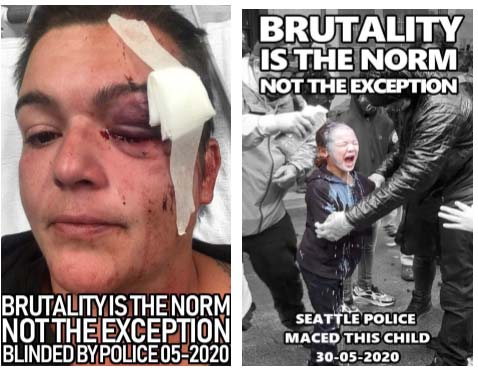 BRUTALITY IS THE NORM
NOT THE EXCEPTION
BLINDED BY POLICE 05-2020
BRUTALITY
IS THE NORM
NOT THE EXCEPTION
SEATTLE POLICE
MACED THIS CHILD
30-05-2020